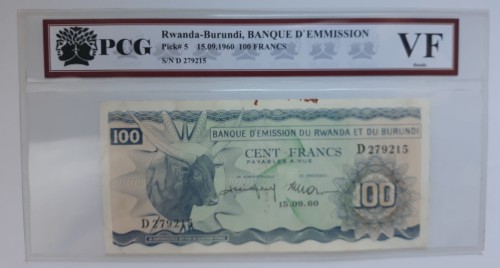 PCG
Rwanda-Burundi, BANQUE D'EMMISSION
Pick# 5 15.09.1960 100 FRANCS
S/N D 279215
VF
100
BANQUE D'EMISSION DU RWANDA ET DU BURUNDI
CENT FRANCS
D 279215
PAYABLES A VUE
100
15.09.60
D 279215